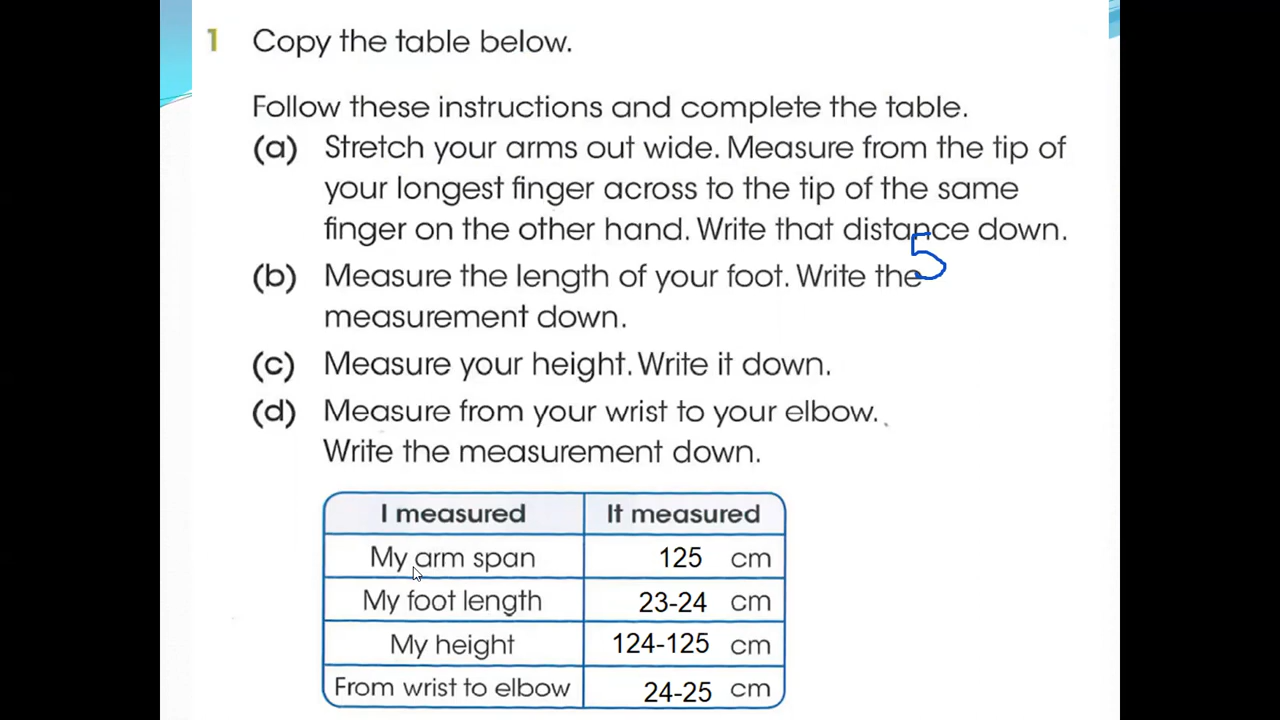 1 Copy the table below.
Follow these instructions and complete the table.
(a) Stretch your arms out wide. Measure from the tip of
your longest finger across to the tip of the same
finger on the other hand. Write that distance down.
5
(b) Measure the length of your foot. Write the
measurement down.
(c) Measure your height. Write it down.
(d) Measure from your wrist to your elbow.
Write the measurement down.
I measured It measured
My arm span 125 cm
My foot length 23-24 cm
My height 124-125 cm
From wrist to elbow 24-25 cm